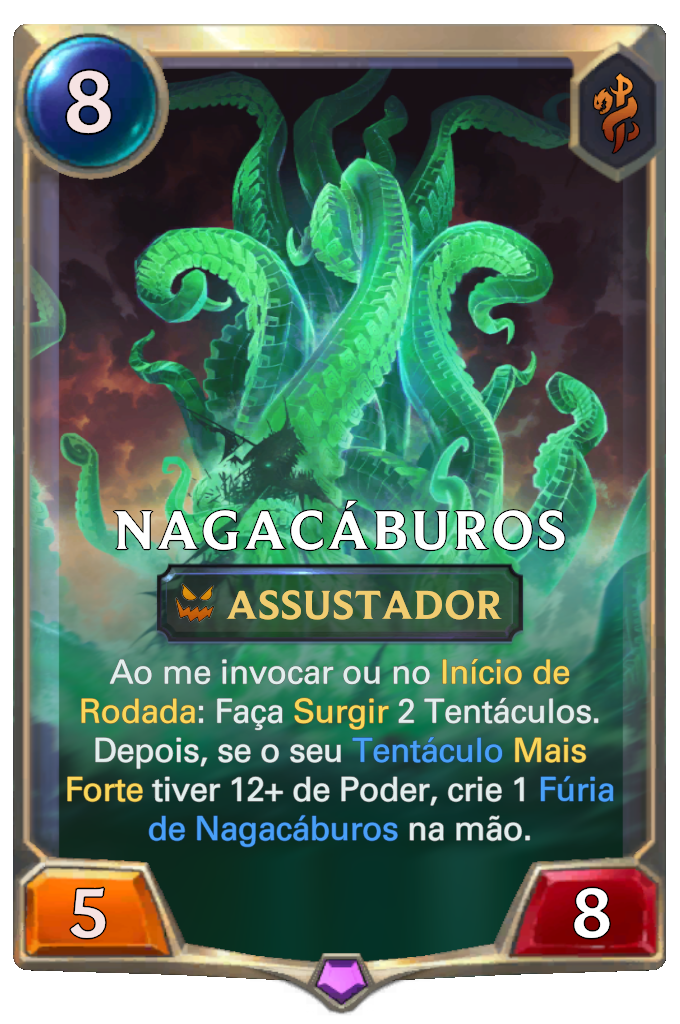 8
NAGACÁBUROS
ASSUSTADOR
Ao me invocar ou no Início de
Rodada: Faça Surgir 2 Tentáculos.
Depois, se o seu Tentáculo Mais
Forte tiver 12+ de Poder, crie 1 Fúria
de Nagacáburos na mão.
5 8